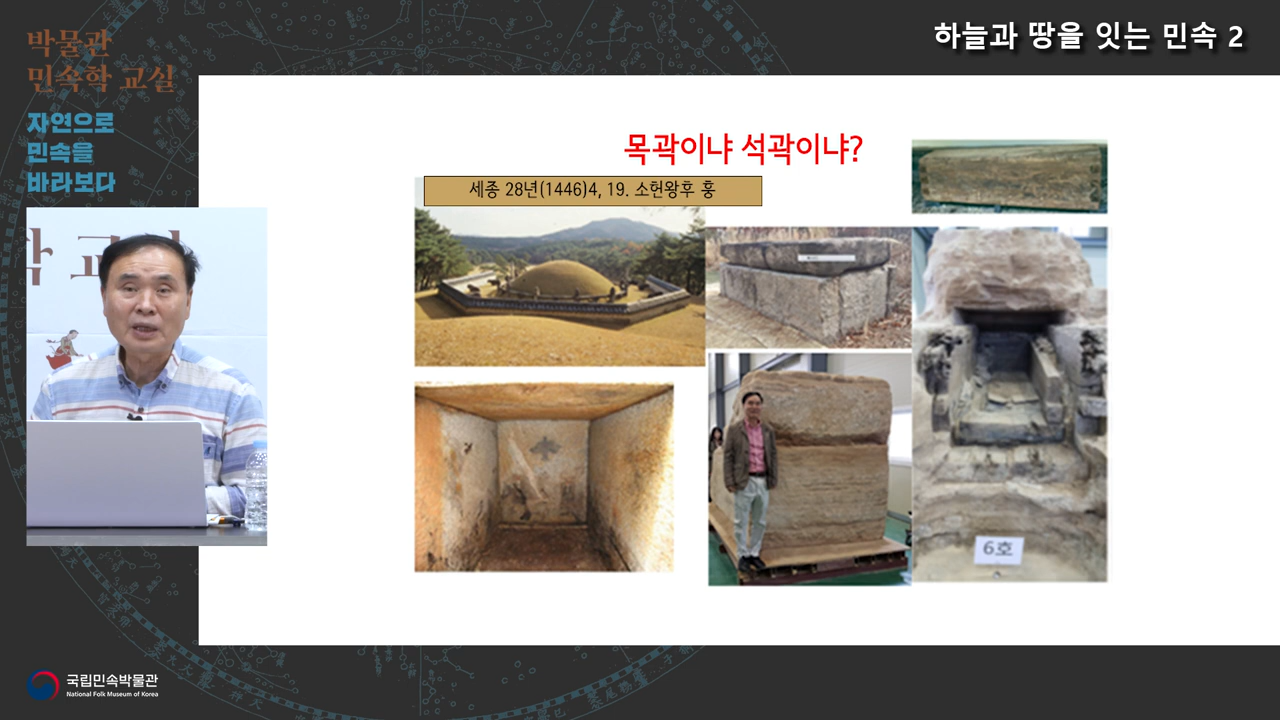 하늘과 땅을 잇는 민속 2
박물관
민속학 교실
자연으로
민속을
바라보다
학 교
목곽이냐 석곽이냐?
세종 28년(1446)4, 19. 소헌왕후 훙
6호
국립민속박물관
National Folk Museum of Korea